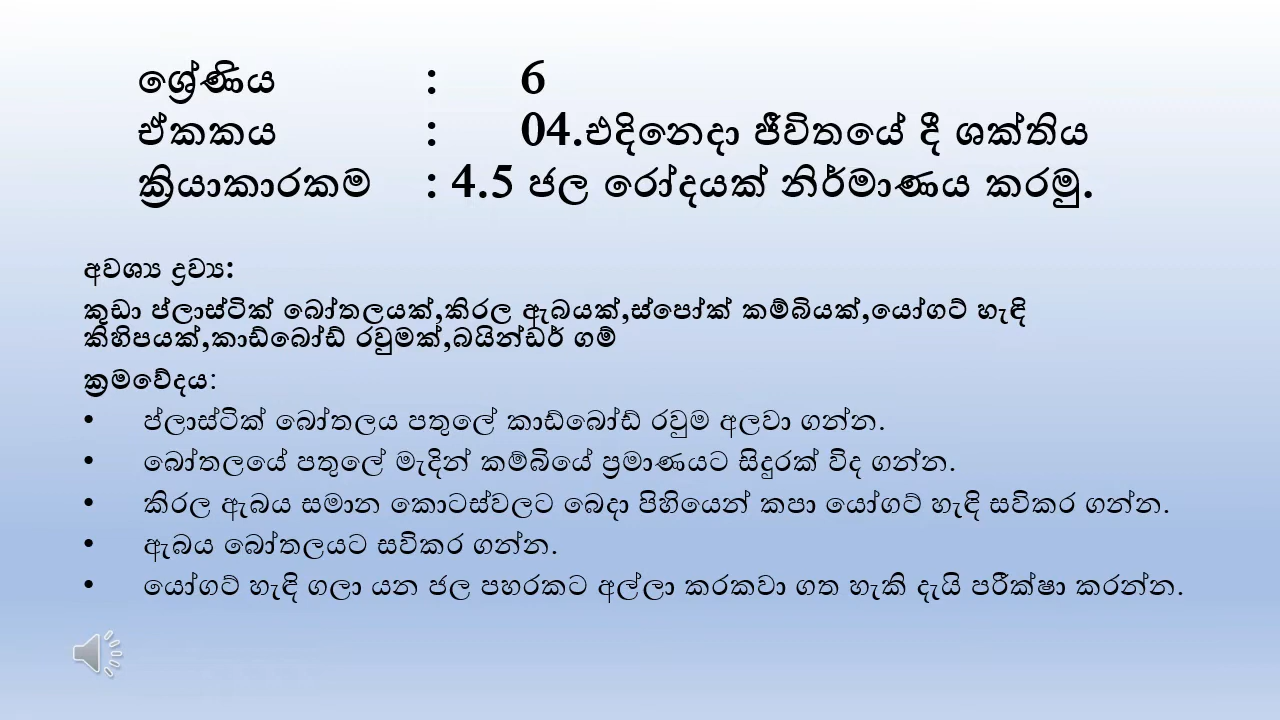 ශ්‍රේණිය : 6
ඒකකය : 04.එදිනෙදා ජීවිතයේ දී ශක්තිය
ක්‍රියාකාරකම : 4.5 ජල රෝදයක් නිර්මාණය කරමු.
අවශ්‍ය ද්‍රව්‍ය:
කුඩා ප්ලාස්ටික් බෝතලයක්,කිරල ඇබයක්,ස්පෝක් කම්බියක්,යෝගට් හැඳි
කිහිපයක්,කාඩ්බෝඩ් රවුමක්,බයින්ඩර් ගම්
ක්‍රමවේදය:
• ප්ලාස්ටික් බෝතලය පතුලේ කාඩ්බෝඩ් රවුම අලවා ගන්න.
• බෝතලයේ පතුලේ මැදින් කම්බියේ ප්‍රමාණයට සිදුරක් විද ගන්න.
• කිරල ඇබය සමාන කොටස්වලට බෙදා පිහියෙන් කපා යෝගට් හැඳි සවිකර ගන්න.
• ඇබය බෝතලයට සවිකර ගන්න.
• යෝගට් හැඳි ගලා යන ජල පහරකට අල්ලා කරකවා ගත හැකි දැයි පරීක්ෂා කරන්න.